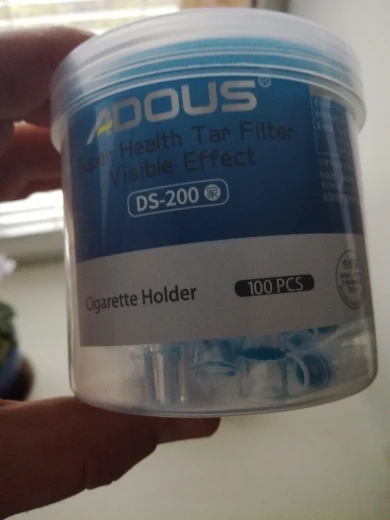 ADOUS®
Super Health Tar Filter
Visible Effect
DS-200
Cigarette Holder
100 PCS